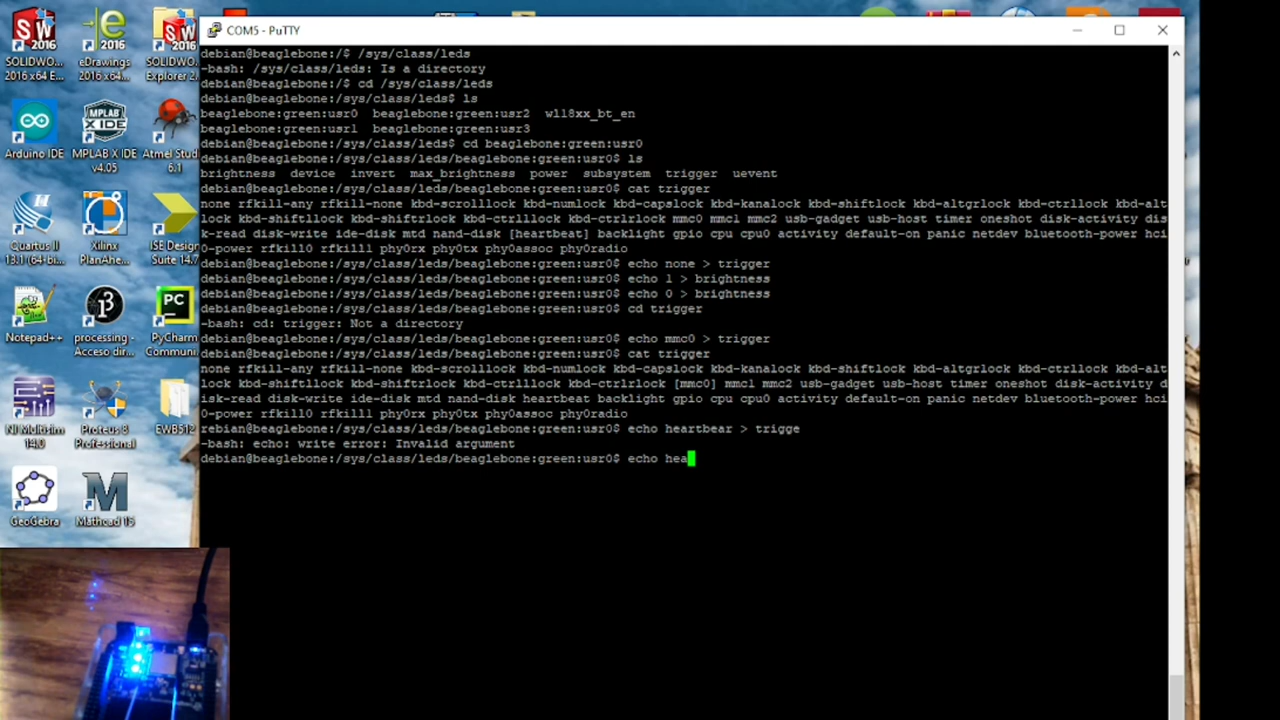 COM5 - PuTTY
debian@beaglebone:/$ /sys/class/leds
-bash: /sys/class/leds: Is a directory
debian@beaglebone:/$ cd /sys/class/leds
debian@beaglebone:/sys/class/leds$ ls
beaglebone:green:usr0  beaglebone:green:usr2  wl18xx_bt_en
beaglebone:green:usr1  beaglebone:green:usr3
debian@beaglebone:/sys/class/leds$ cd beaglebone:green:usr0
debian@beaglebone:/sys/class/leds/beaglebone:green:usr0$ ls
brightness  device  invert  max_brightness  power  subsystem  trigger  uevent
debian@beaglebone:/sys/class/leds/beaglebone:green:usr0$ cat trigger
none rfkill-any rfkill-none kbd-scrolllock kbd-numlock kbd-capslock kbd-kanalock kbd-shiftlock kbd-altgrlock kbd-ctrllock kbd-alt
lock kbd-shiftllock kbd-shiftrlock kbd-ctrlllock kbd-ctrlrlock mmc0 mmc1 mmc2 usb-gadget usb-host timer oneshot disk-activity dis
k-read disk-write ide-disk mtd nand-disk [heartbeat] backlight gpio cpu cpu0 activity default-on panic netdev bluetooth-power hci
0-power rfkill0 rfkill1 phy0rx phy0tx phy0assoc phy0radio
debian@beaglebone:/sys/class/leds/beaglebone:green:usr0$ echo none > trigger
debian@beaglebone:/sys/class/leds/beaglebone:green:usr0$ echo 1 > brightness
debian@beaglebone:/sys/class/leds/beaglebone:green:usr0$ echo 0 > brightness
debian@beaglebone:/sys/class/leds/beaglebone:green:usr0$ cd trigger
-bash: cd: trigger: Not a directory
debian@beaglebone:/sys/class/leds/beaglebone:green:usr0$ echo mmc0 > trigger
debian@beaglebone:/sys/class/leds/beaglebone:green:usr0$ cat trigger
none rfkill-any rfkill-none kbd-scrolllock kbd-numlock kbd-capslock kbd-kanalock kbd-shiftlock kbd-altgrlock kbd-ctrllock kbd-alt
lock kbd-shiftllock kbd-shiftrlock kbd-ctrlllock kbd-ctrlrlock [mmc0] mmc1 mmc2 usb-gadget usb-host timer oneshot disk-activity d
isk-read disk-write ide-disk mtd nand-disk heartbeat backlight gpio cpu cpu0 activity default-on panic netdev bluetooth-power hci
0-power rfkill0 rfkill1 phy0rx phy0tx phy0assoc phy0radio
rebian@beaglebone:/sys/class/leds/beaglebone:green:usr0$ echo heartbear > trigge
-bash: echo: write error: Invalid argument
debian@beaglebone:/sys/class/leds/beaglebone:green:usr0$ echo hea
SOLIDWO...
2016 x64 E...
eDrawings
2016 x64...
SOLIDWO...
Explorer 2...
Arduino IDE
MPLAB X IDE
v4.05
Atmel Stud
6.1
Quartus II
13.1 (64-bi...
Xilinx
PlanAhe...
ISE Design
Suite 14.7
Notepad++
processing -
Acceso dir...
PyCharm
Communi
NI Multisim
14.0
Proteus 8
Professional
EWB512
GeoGebra
Mathcad 15